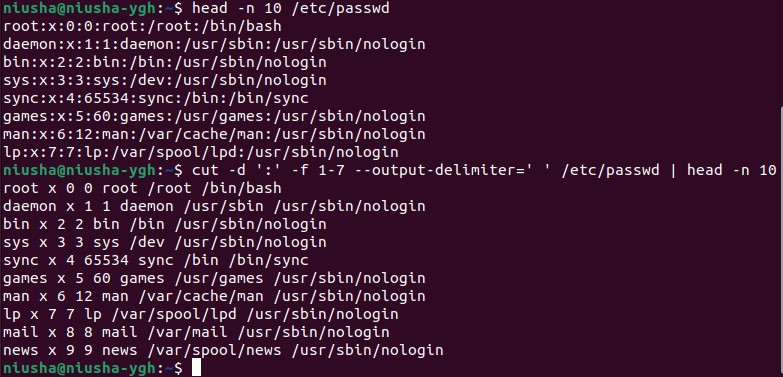 niusha@niusha-ygh:~$ head -n 10 /etc/passwd
root:x:0:0:root:/root:/bin/bash
daemon:x:1:1:daemon:/usr/sbin:/usr/sbin/nologin
bin:x:2:2:bin:/bin:/usr/sbin/nologin
sys:x:3:3:sys:/dev:/usr/sbin/nologin
sync:x:4:65534:sync:/bin:/bin/sync
games:x:5:60:games:/usr/games:/usr/sbin/nologin
man:x:6:12:man:/var/cache/man:/usr/sbin/nologin
lp:x:7:7:lp:/var/spool/lpd:/usr/sbin/nologin
niusha@niusha-ygh:~$ cut -d ':' -f 1-7 --output-delimiter=' ' /etc/passwd | head -n 10
root x 0 0 root /root /bin/bash
daemon x 1 1 daemon /usr/sbin /usr/sbin/nologin
bin x 2 2 bin /bin /usr/sbin/nologin
sys x 3 3 sys /dev /usr/sbin/nologin
sync x 4 65534 sync /bin /bin/sync
games x 5 60 games /usr/games /usr/sbin/nologin
man x 6 12 man /var/cache/man /usr/sbin/nologin
lp x 7 7 lp /var/spool/lpd /usr/sbin/nologin
mail x 8 8 mail /var/mail /usr/sbin/nologin
news x 9 9 news /var/spool/news /usr/sbin/nologin
niusha@niusha-ygh:~$